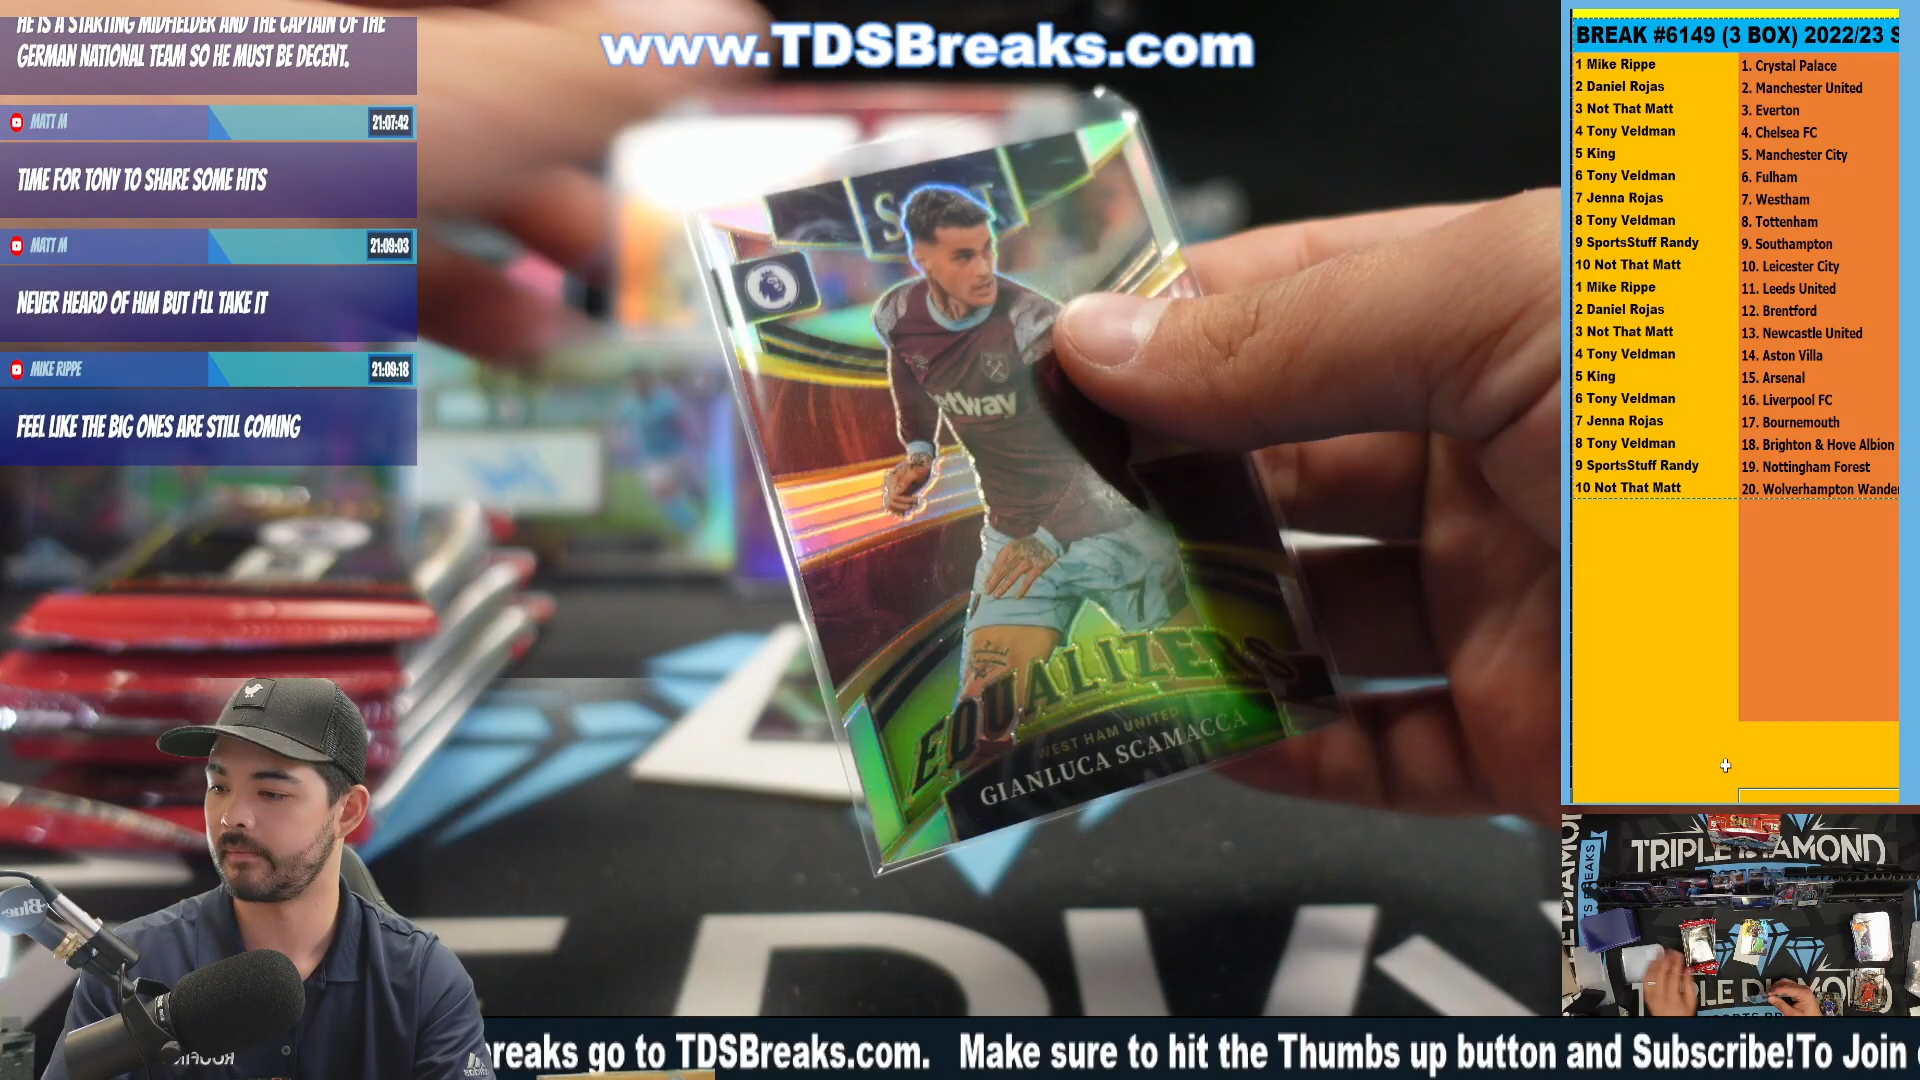 HE IS A STARTING MIDFIELDER AND THE CAPTAIN OF THE
GERMAN NATIONAL TEAM SO HE MUST BE DECENT.
MATT M
21:07:42
TIME FOR TONY TO SHARE SOME HITS
MATT M
21:09:03
NEVER HEARD OF HIM BUT I'LL TAKE IT
MIKE RIPPE
21:09:18
FEEL LIKE THE BIG ONES ARE STILL COMING
www.TDSBreaks.com
etway
EQUALIZERS
WEST HAM UNITED
GIANLUCA SCAMACCA
BREAK #6149 (3 BOX) 2022/23 S
1 Mike Rippe 1. Crystal Palace
2 Daniel Rojas 2. Manchester United
3 Not That Matt 3. Everton
4 Tony Veldman 4. Chelsea FC
5 King 5. Manchester City
6 Tony Veldman 6. Fulham
7 Jenna Rojas 7. Westham
8 Tony Veldman 8. Tottenham
9 SportsStuff Randy 9. Southampton
10 Not That Matt 10. Leicester City
1 Mike Rippe 11. Leeds United
2 Daniel Rojas 12. Brentford
3 Not That Matt 13. Newcastle United
4 Tony Veldman 14. Aston Villa
5 King 15. Arsenal
6 Tony Veldman 16. Liverpool FC
7 Jenna Rojas 17. Bournemouth
8 Tony Veldman 18. Brighton & Hove Albion
9 SportsStuff Randy 19. Nottingham Forest
10 Not That Matt 20. Wolverhampton Wande
TRIPLE DIAMOND
Blue
adidas
reaks go to TDSBreaks.com. Make sure to hit the Thumbs up button and Subscribe!To Join